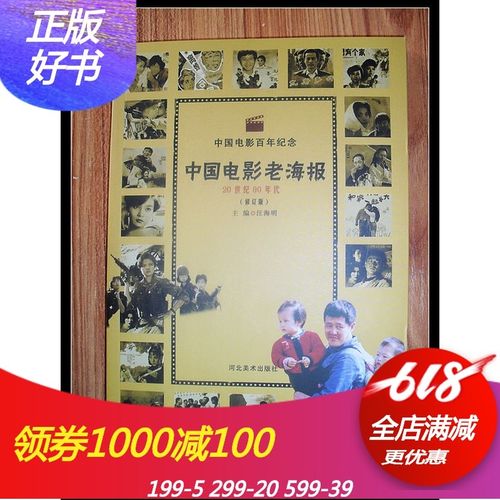 正版
好书
中国电影百年纪念
中国电影老海报
20世纪80年代
(修订版)
主编○汪海明
河北美术出版社
618
全店满减
更优惠
领券1000减100
199-5 299-20 599-39